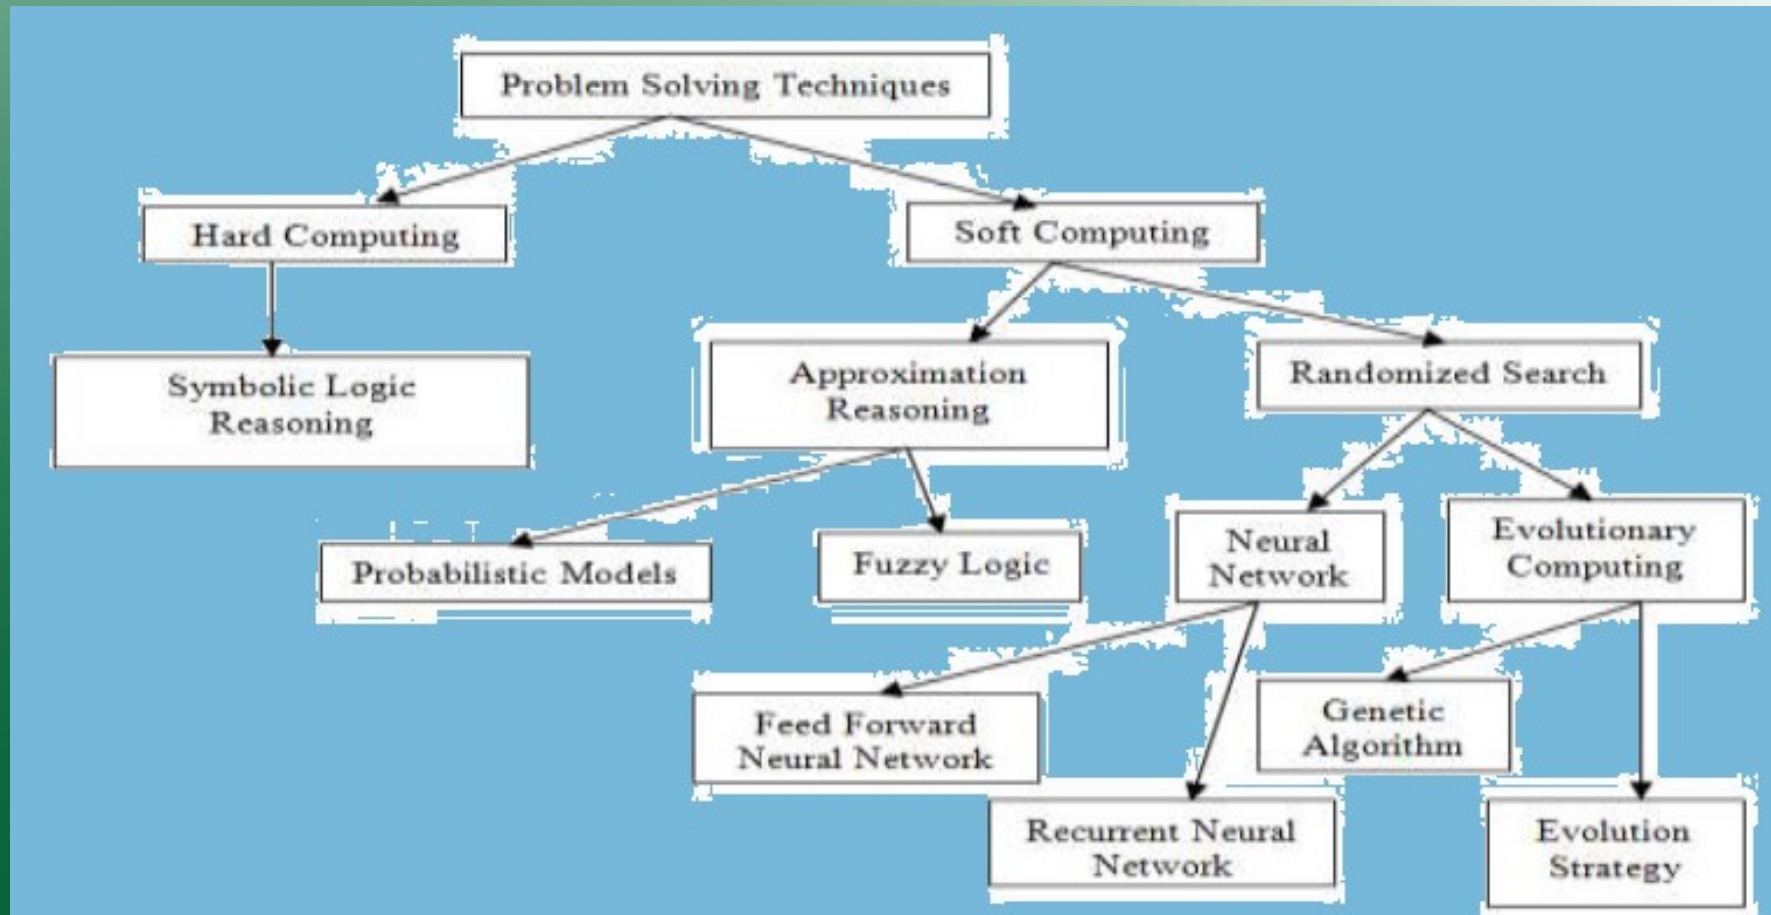 Problem Solving Techniques
Hard Computing
Soft Computing
Symbolic Logic
Reasoning
Approximation
Reasoning
Randomized Search
Probabilistic Models
Fuzzy Logic
Neural
Network
Evolutionary
Computing
Feed Forward
Neural Network
Genetic
Algorithm
Recurrent Neural
Network
Evolution
Strategy